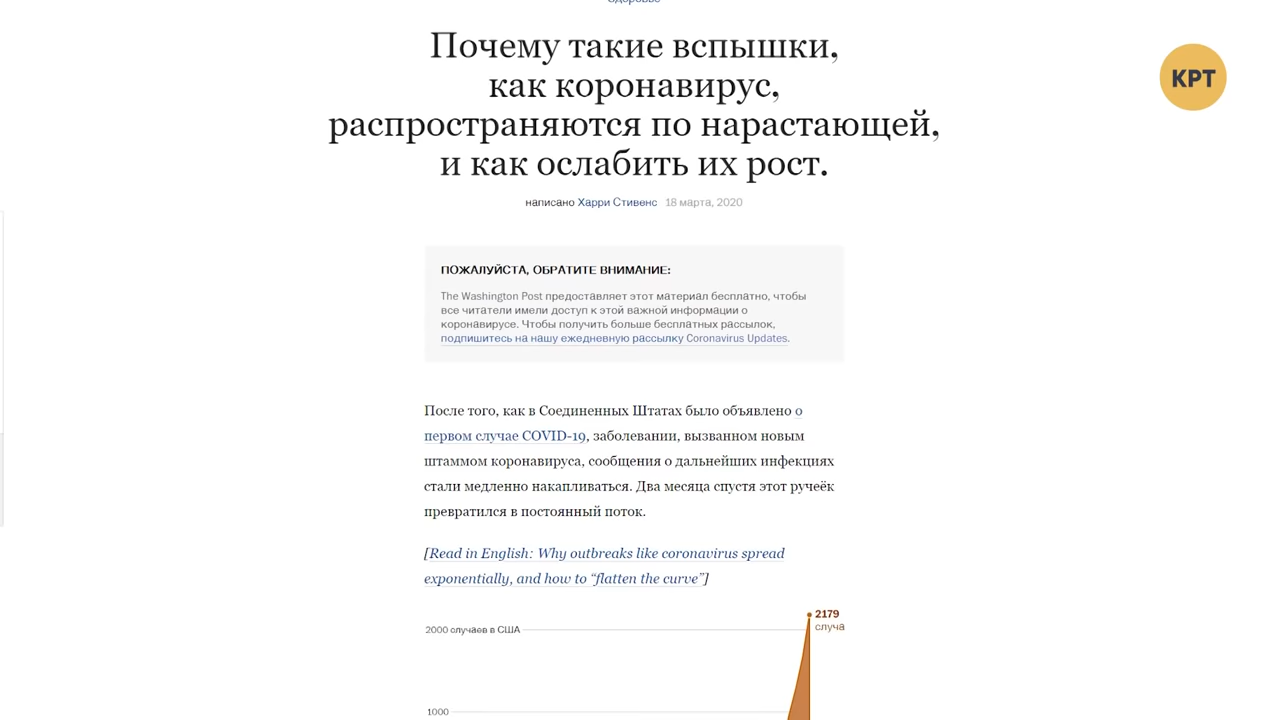 Здоровье
Почему такие вспышки,
как коронавирус,
распространяются по нарастающей,
и как ослабить их рост.
написано Харри Стивенс 18 марта, 2020
КРТ
ПОЖАЛУЙСТА, ОБРАТИТЕ ВНИМАНИЕ:
The Washington Post предоставляет этот материал бесплатно, чтобы
все читатели имели доступ к этой важной информации о
коронавирусе. Чтобы получить больше бесплатных рассылок,
подпишитесь на нашу ежедневную рассылку Coronavirus Updates.
После того, как в Соединенных Штатах было объявлено о
первом случае COVID-19, заболевании, вызванном новым
штаммом коронавируса, сообщения о дальнейших инфекциях
стали медленно накапливаться. Два месяца спустя этот ручеёк
превратился в постоянный поток.
[Read in English: Why outbreaks like coronavirus spread
exponentially, and how to “flatten the curve”]
2179
случа
2000 случаев в США
1000